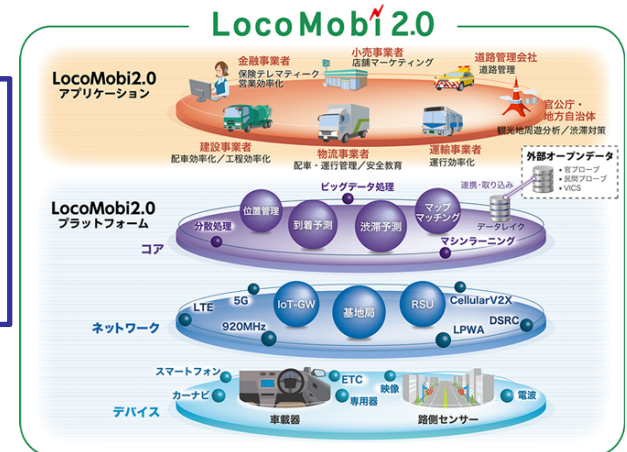 LocoMobi 2.0
LocoMobi2.0
アプリケーション
金融事業者
保険テレマティーク
営業効率化
小売事業者
店舗マーケティング
道路管理会社
道路管理
官公庁・
地方自治体
観光地周遊分析／渋滞対策
建設事業者
配車効率化／工程効率化
物流事業者
配車・運行管理／安全教育
運輸事業者
運行効率化
外部オープンデータ
・官プローブ
・民間プローブ
・VICS
連携・取り込み
データレイク
LocoMobi2.0
プラットフォーム
コア
ビッグデータ処理
分散処理
位置管理
到着予測
渋滞予測
マップ
マッチング
マシンラーニング
ネットワーク
LTE
5G
920MHz
IoT-GW
基地局
RSU
CellularV2X
LPWA
DSRC
デバイス
スマートフォン
カーナビ
車載器
ETC
専用器
映像
路側センサー
電波